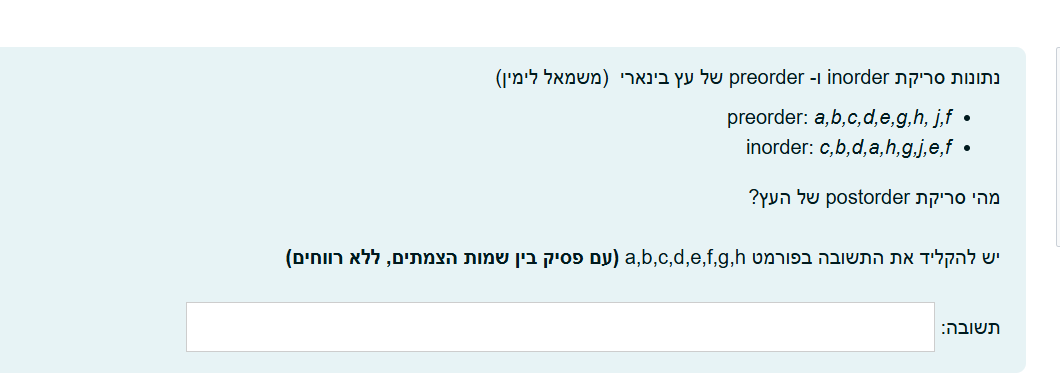 נתונות סריקת inorder ו- preorder של עץ בינארי (משמאל לימין)
• preorder: a,b,c,d,e,g,h, j,f
• inorder: c,b,d,a,h,g,j,e,f
מהי סריקת postorder של העץ?
יש להקליד את התשובה בפורמט a,b,c,d,e,f,g,h (עם פסיק בין שמות הצמתים, ללא רווחים)
תשובה: